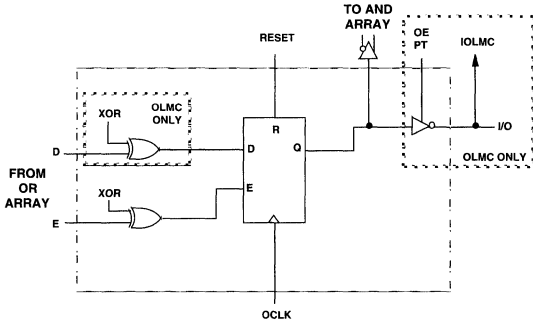 TO AND
ARRAY
OE
PT
IOLMC
RESET
OLMC
ONLY
XOR
R
I/O
D
D
Q
OLMC ONLY
FROM
OR
ARRAY
XOR
E
E
OCLK